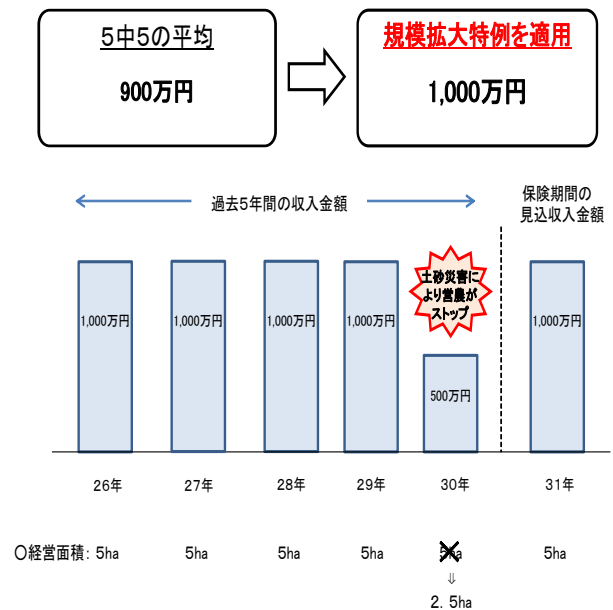 5中5の平均
900万円
規模拡大特例を適用
1,000万円
過去5年間の収入金額
保険期間の
見込収入金額
土砂災害に
より営農が
ストップ
1,000万円 1,000万円 1,000万円 1,000万円 500万円 1,000万円
26年 27年 28年 29年 30年 31年
○経営面積: 5ha 5ha 5ha 5ha 5ha 5ha
⇓
2.5ha